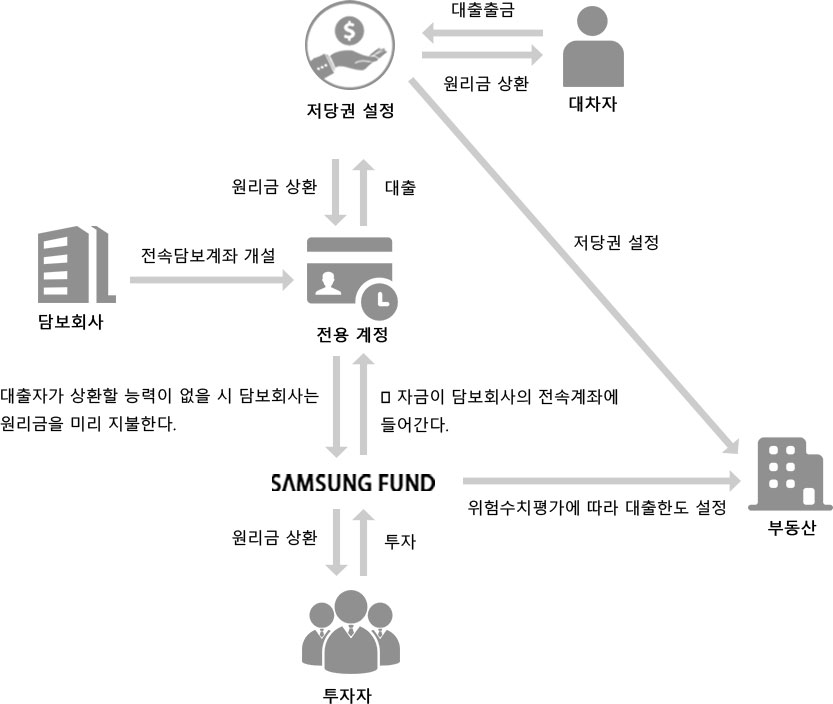 대출출금
원리금 상환
대차자
저당권 설정
원리금 상환
대출
저당권 설정
전속담보계좌 개설
담보회사
전용 계정
대출자가 상환할 능력이 없을 시 담보회사는
원리금을 미리 지불한다.
자금이 담보회사의 전속계좌에
들어간다.
SAMSUNG FUND
위험수치평가에 따라 대출한도 설정
부동산
원리금 상환
투자
투자자